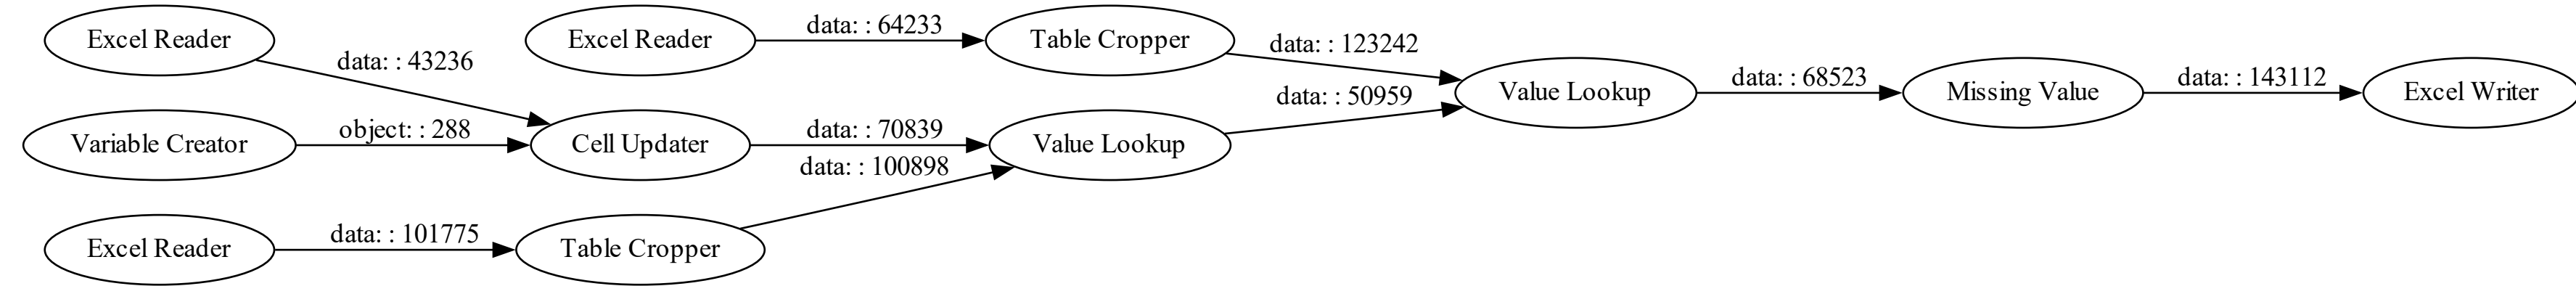 Excel Reader
data: : 43236
Excel Reader
data: : 64233
Table Cropper
data: : 123242
Variable Creator
object: : 288
Cell Updater
data: : 70839
Value Lookup
data: : 50959
Value Lookup
data: : 68523
Missing Value
data: : 143112
Excel Writer
Excel Reader
data: : 101775
Table Cropper
data: : 100898